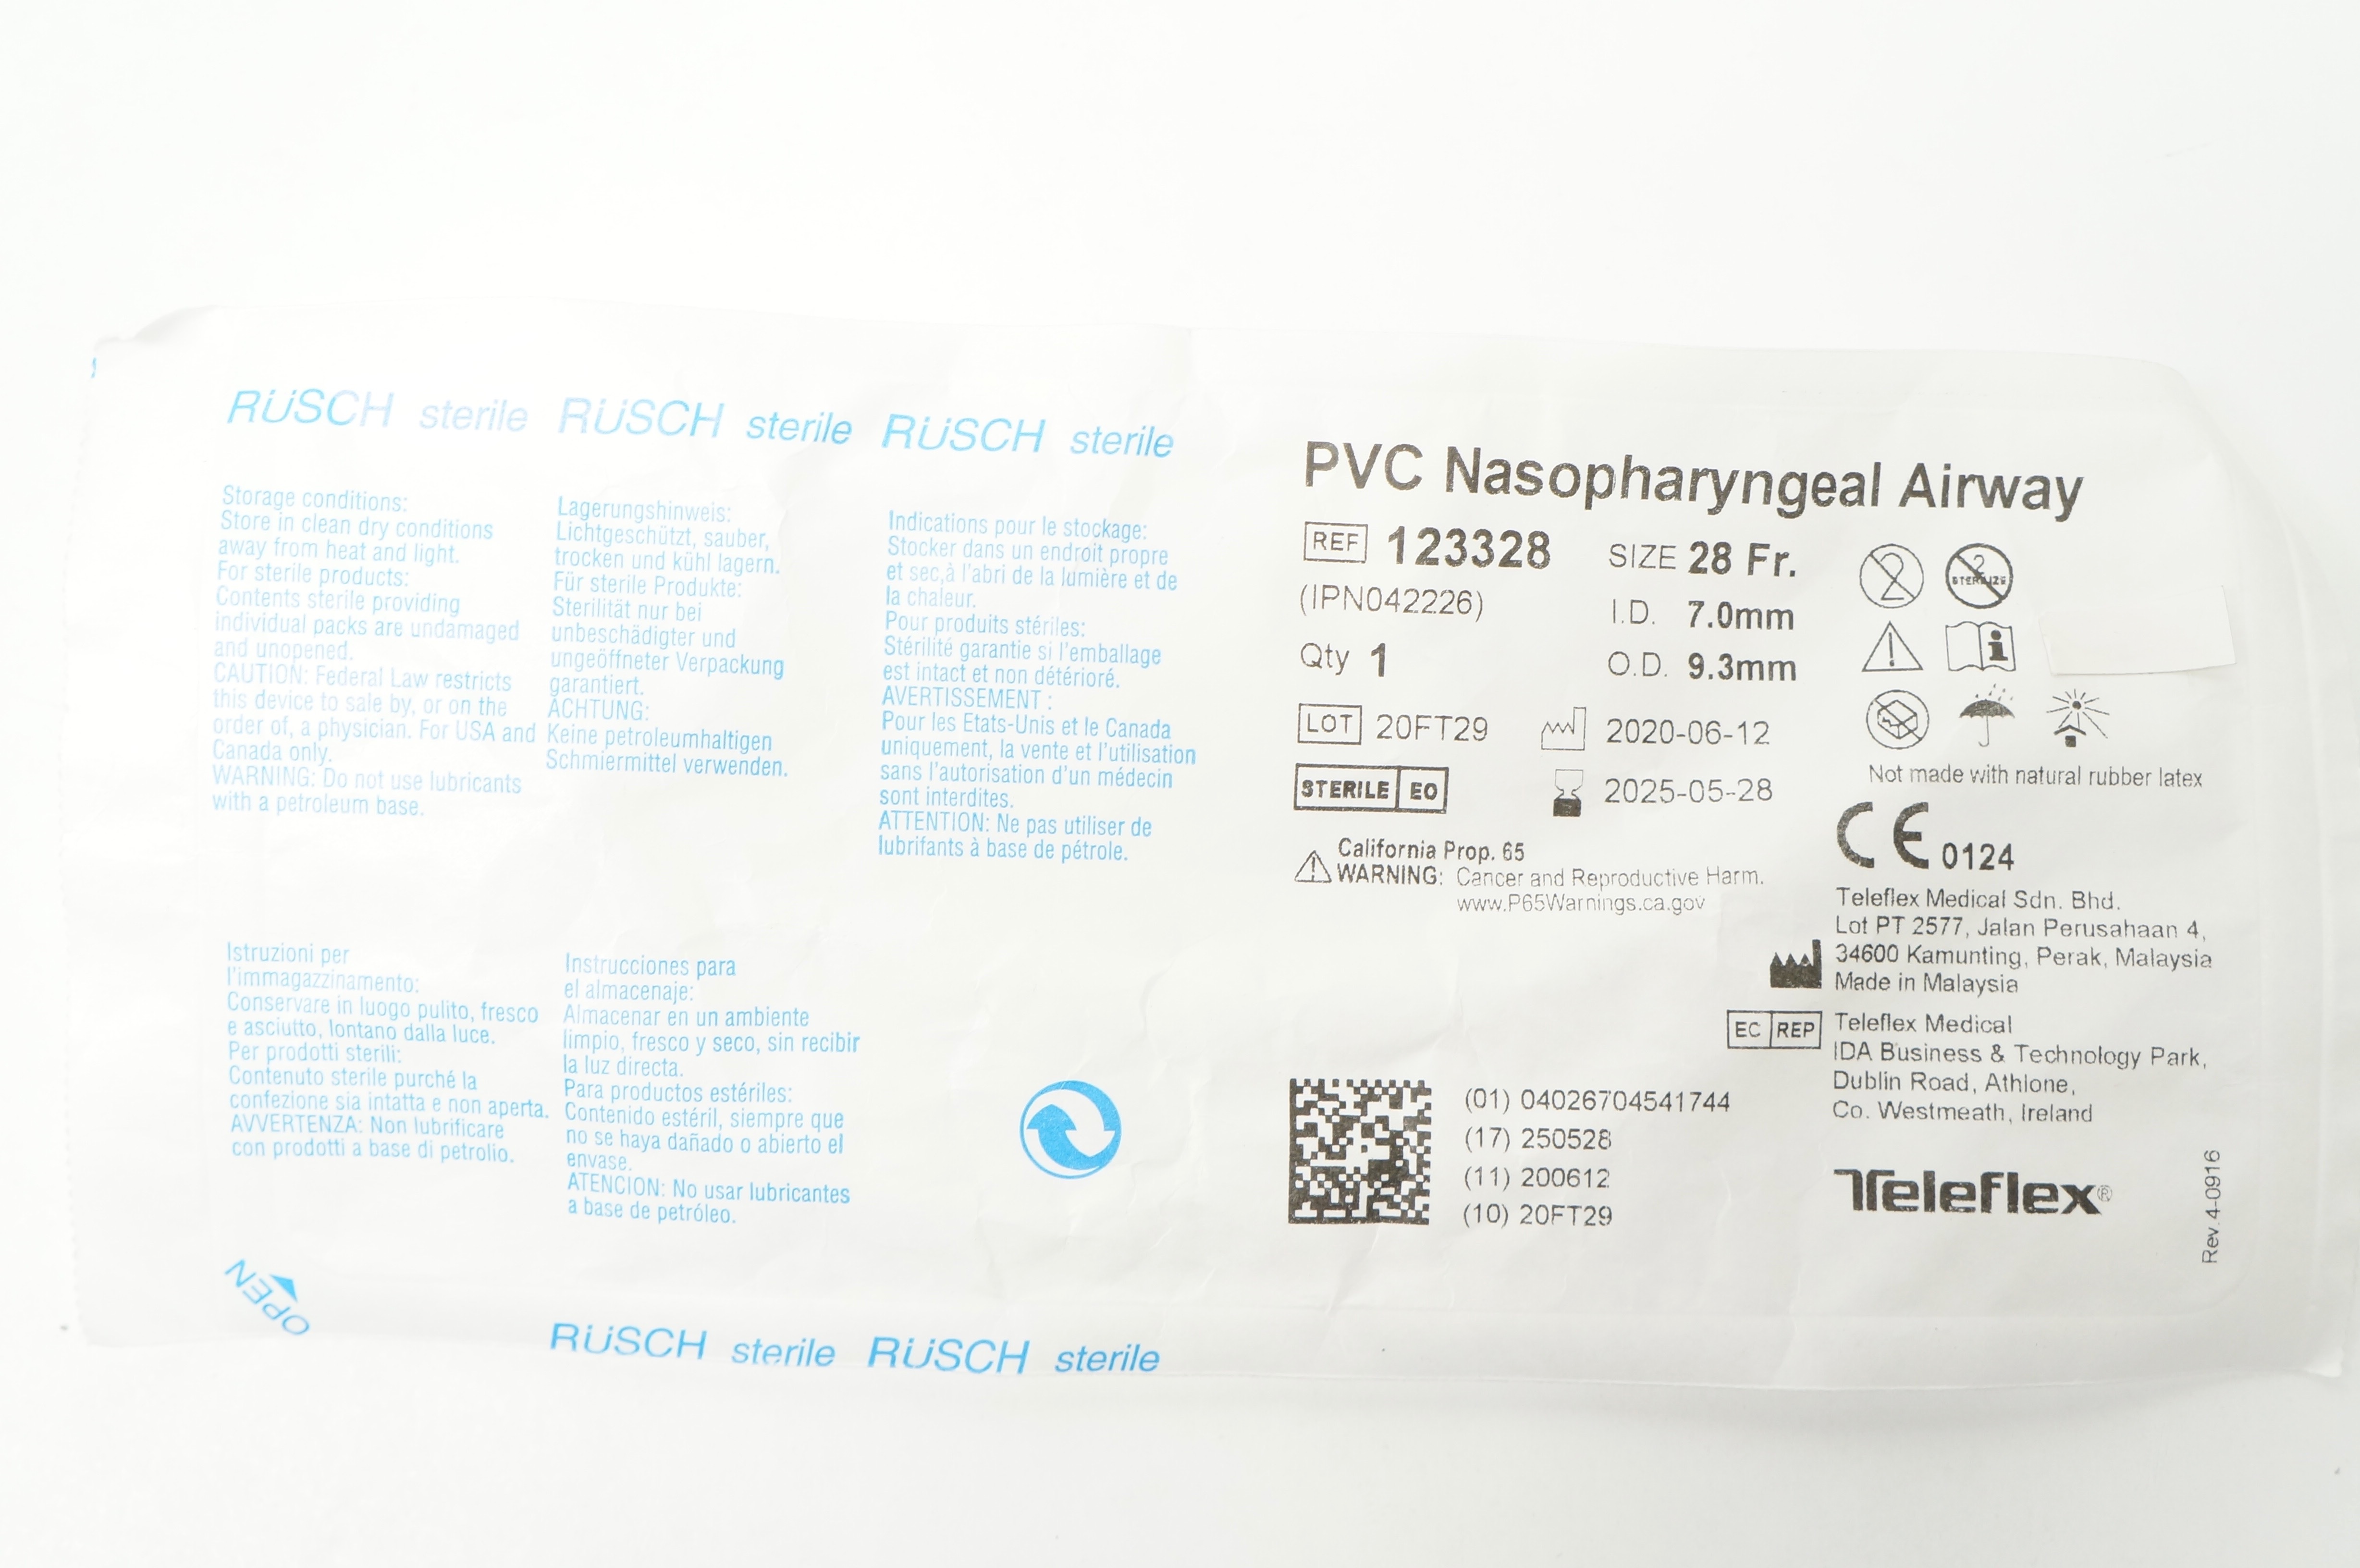 RÜSCH sterile RÜSCH sterile RÜSCH sterile
Storage conditions:
Store in clean dry conditions
away from heat and light.
For sterile products:
Contents sterile providing
individual packs are undamaged
and unopened.
CAUTION: Federal Law restricts
this device to sale by, or on the
order of, a physician. For USA and
Canada only.
WARNING: Do not use lubricants
with a petroleum base.
Lagerungshinweis:
Lichtgeschützt, sauber,
trocken und kühl lagern.
Für sterile Produkte:
Sterilität nur bei
unbeschädigter und
ungeöffneter Verpackung
garantiert.
ACHTUNG:
Keine petroleumhaltigen
Schmiermittel verwenden.
Indications pour le stockage:
Stocker dans un endroit propre
et sec,à l'abri de la lumière et de
la chaleur.
Pour produits stériles:
Stérilité garantie si l'emballage
est intact et non détérioré.
AVERTISSEMENT :
Pour les Etats-Unis et le Canada
uniquement, la vente et l'utilisation
sans l'autorisation d'un médecin
sont interdites.
ATTENTION: Ne pas utiliser de
lubrifants à base de pétrole.
Istruzioni per
l'immagazzinamento:
Conservare in luogo pulito, fresco
e asciutto, lontano dalla luce.
Per prodotti sterili:
Contenuto sterile purché la
confezione sia intatta e non aperta.
AVVERTENZA: Non lubrificare
con prodotti a base di petrolio.
Instrucciones para
el almacenaje:
Almacenar en un ambiente
limpio, fresco y seco, sin recibir
la luz directa.
Para productos estériles:
Contenido estéril, siempre que
no se haya dañado o abierto el
envase.
ATENCION: No usar lubricantes
a base de petróleo.
OPEN
RÜSCH sterile RÜSCH sterile
PVC Nasopharyngeal Airway
REF 123328 SIZE 28 Fr.
(IPN042226) I.D. 7.0mm
Qty 1 O.D. 9.3mm
LOT 20FT29 2020-06-12
STERILE EO 2025-05-28
2
2
STERILIZE
i
Not made with natural rubber latex
California Prop. 65
WARNING: Cancer and Reproductive Harm.
www.P65Warnings.ca.gov
CE 0124
Teleflex Medical Sdn. Bhd.
Lot PT 2577, Jalan Perusahaan 4,
34600 Kamunting, Perak, Malaysia
Made in Malaysia
EC REP Teleflex Medical
IDA Business & Technology Park,
Dublin Road, Athlone,
Co. Westmeath, Ireland
(01) 04026704541744
(17) 250528
(11) 200612
(10) 20FT29
Teleflex®
Rev.4-0916